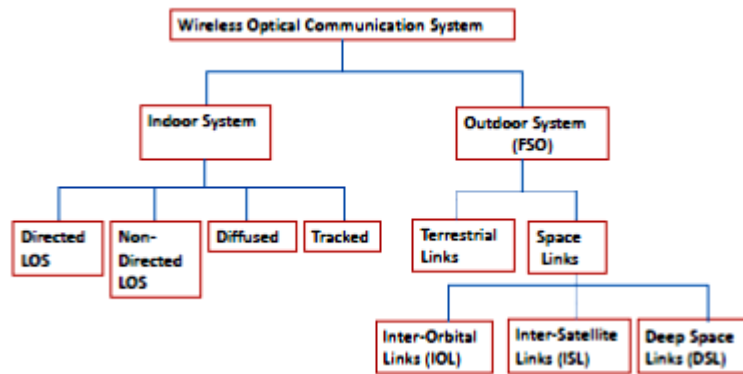 Wireless Optical Communication System
Indoor System
Outdoor System
(FSO)
Directed
LOS
Non-
Directed
LOS
Diffused
Tracked
Terrestrial
Links
Space
Links
Inter-Orbital
Links (IOL)
Inter-Satellite
Links (ISL)
Deep Space
Links (DSL)